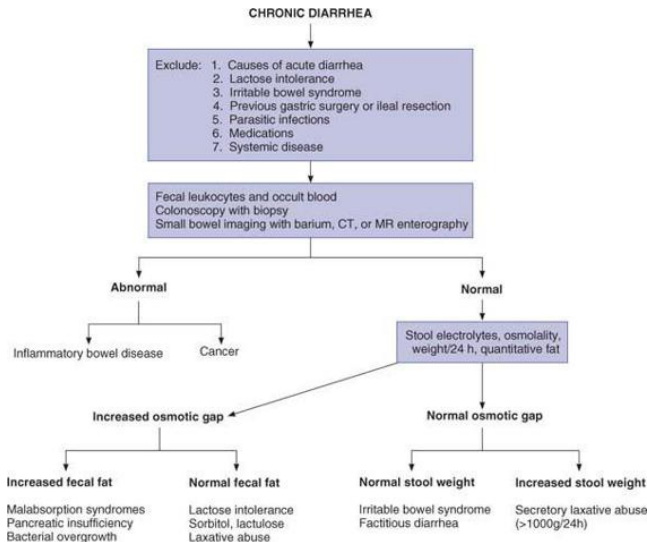 CHRONIC DIARRHEA
Exclude: 1. Causes of acute diarrhea
2. Lactose intolerance
3. Irritable bowel syndrome
4. Previous gastric surgery or ileal resection
5. Parasitic infections
6. Medications
7. Systemic disease
Fecal leukocytes and occult blood
Colonoscopy with biopsy
Small bowel imaging with barium, CT, or MR enterography
Abnormal
Normal
Inflammatory bowel disease
Cancer
Stool electrolytes, osmolality,
weight/24 h, quantitative fat
Increased osmotic gap
Normal osmotic gap
Increased fecal fat
Malabsorption syndromes
Pancreatic insufficiency
Bacterial overgrowth
Normal fecal fat
Lactose intolerance
Sorbitol, lactulose
Laxative abuse
Normal stool weight
Irritable bowel syndrome
Factitious diarrhea
Increased stool weight
Secretory laxative abuse
(>1000g/24h)